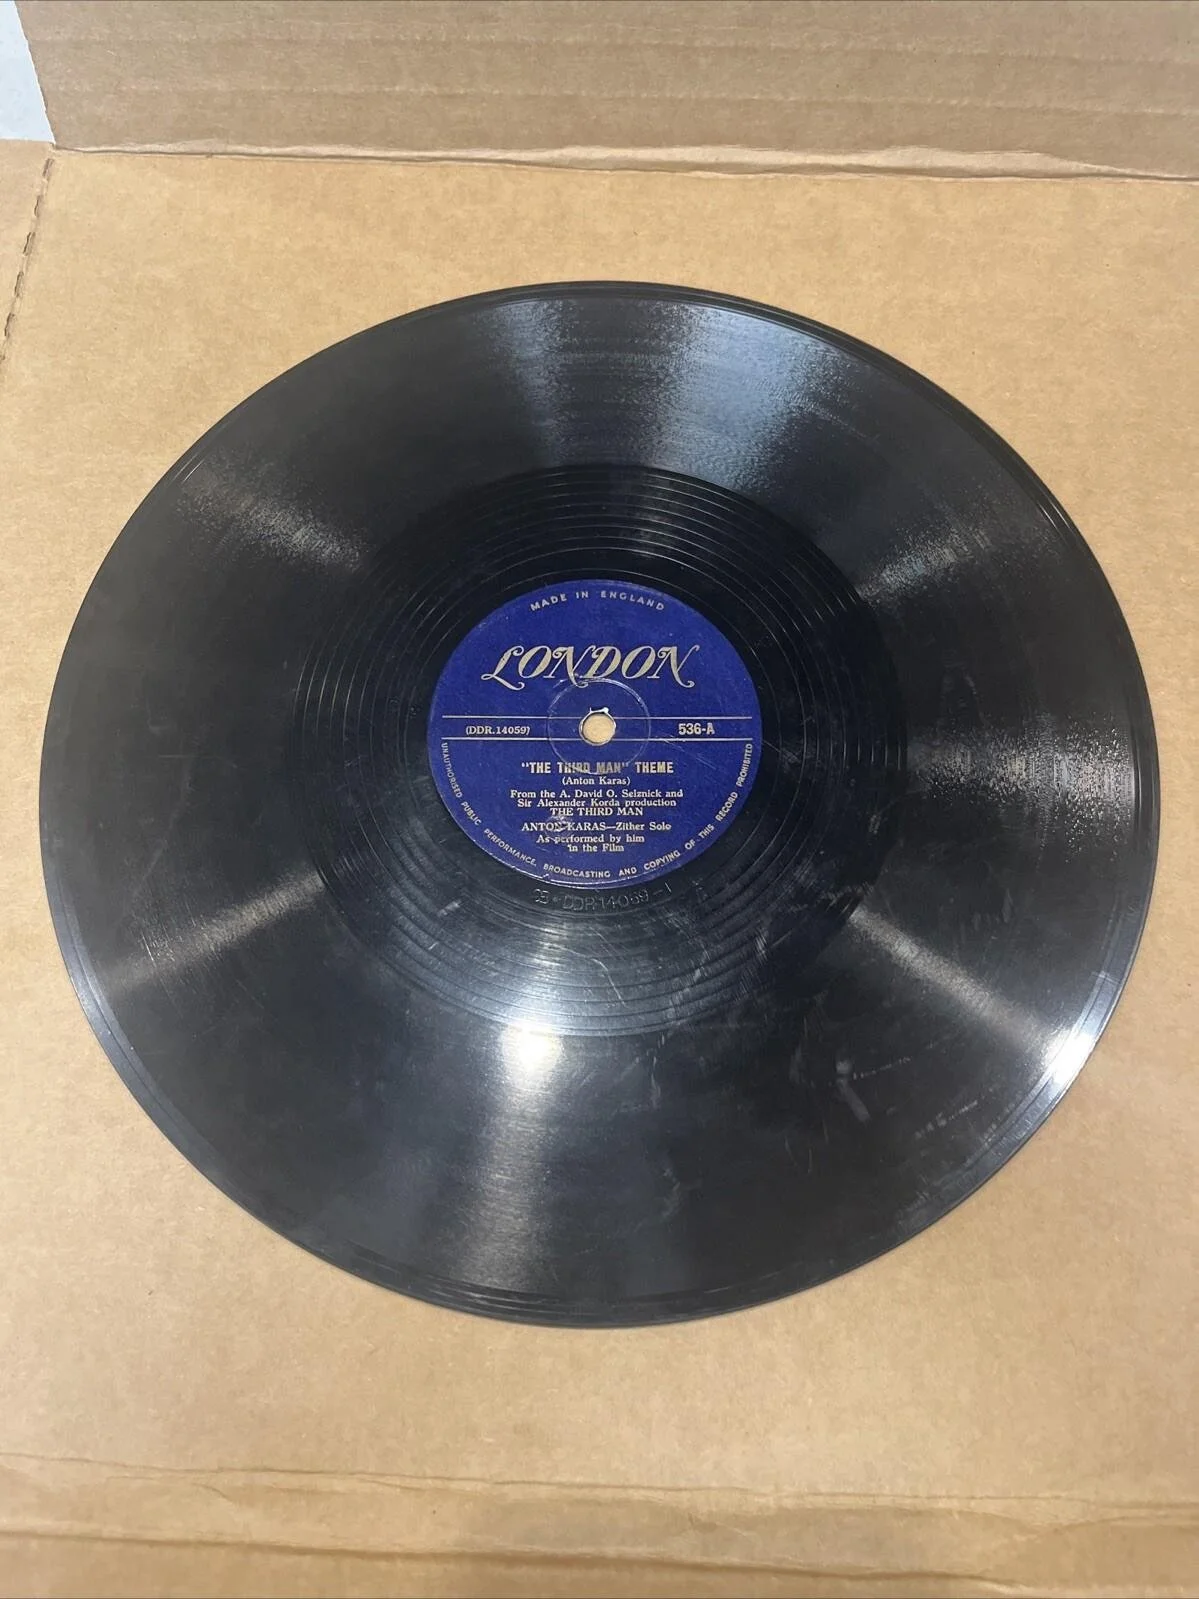 MADE IN ENGLAND
LONDON
(DDR.14059) 536-A
"THE THIRD MAN" THEME
(Anton Karas)
From the A. David O. Selznick and
Sir Alexander Korda production
THE THIRD MAN
ANTON KARAS—Zither Solo
As performed by him
in the Film
UNAUTHORISED PUBLIC PERFORMANCE, BROADCASTING AND COPYING OF THIS RECORD PROHIBITED
DDR14059-1